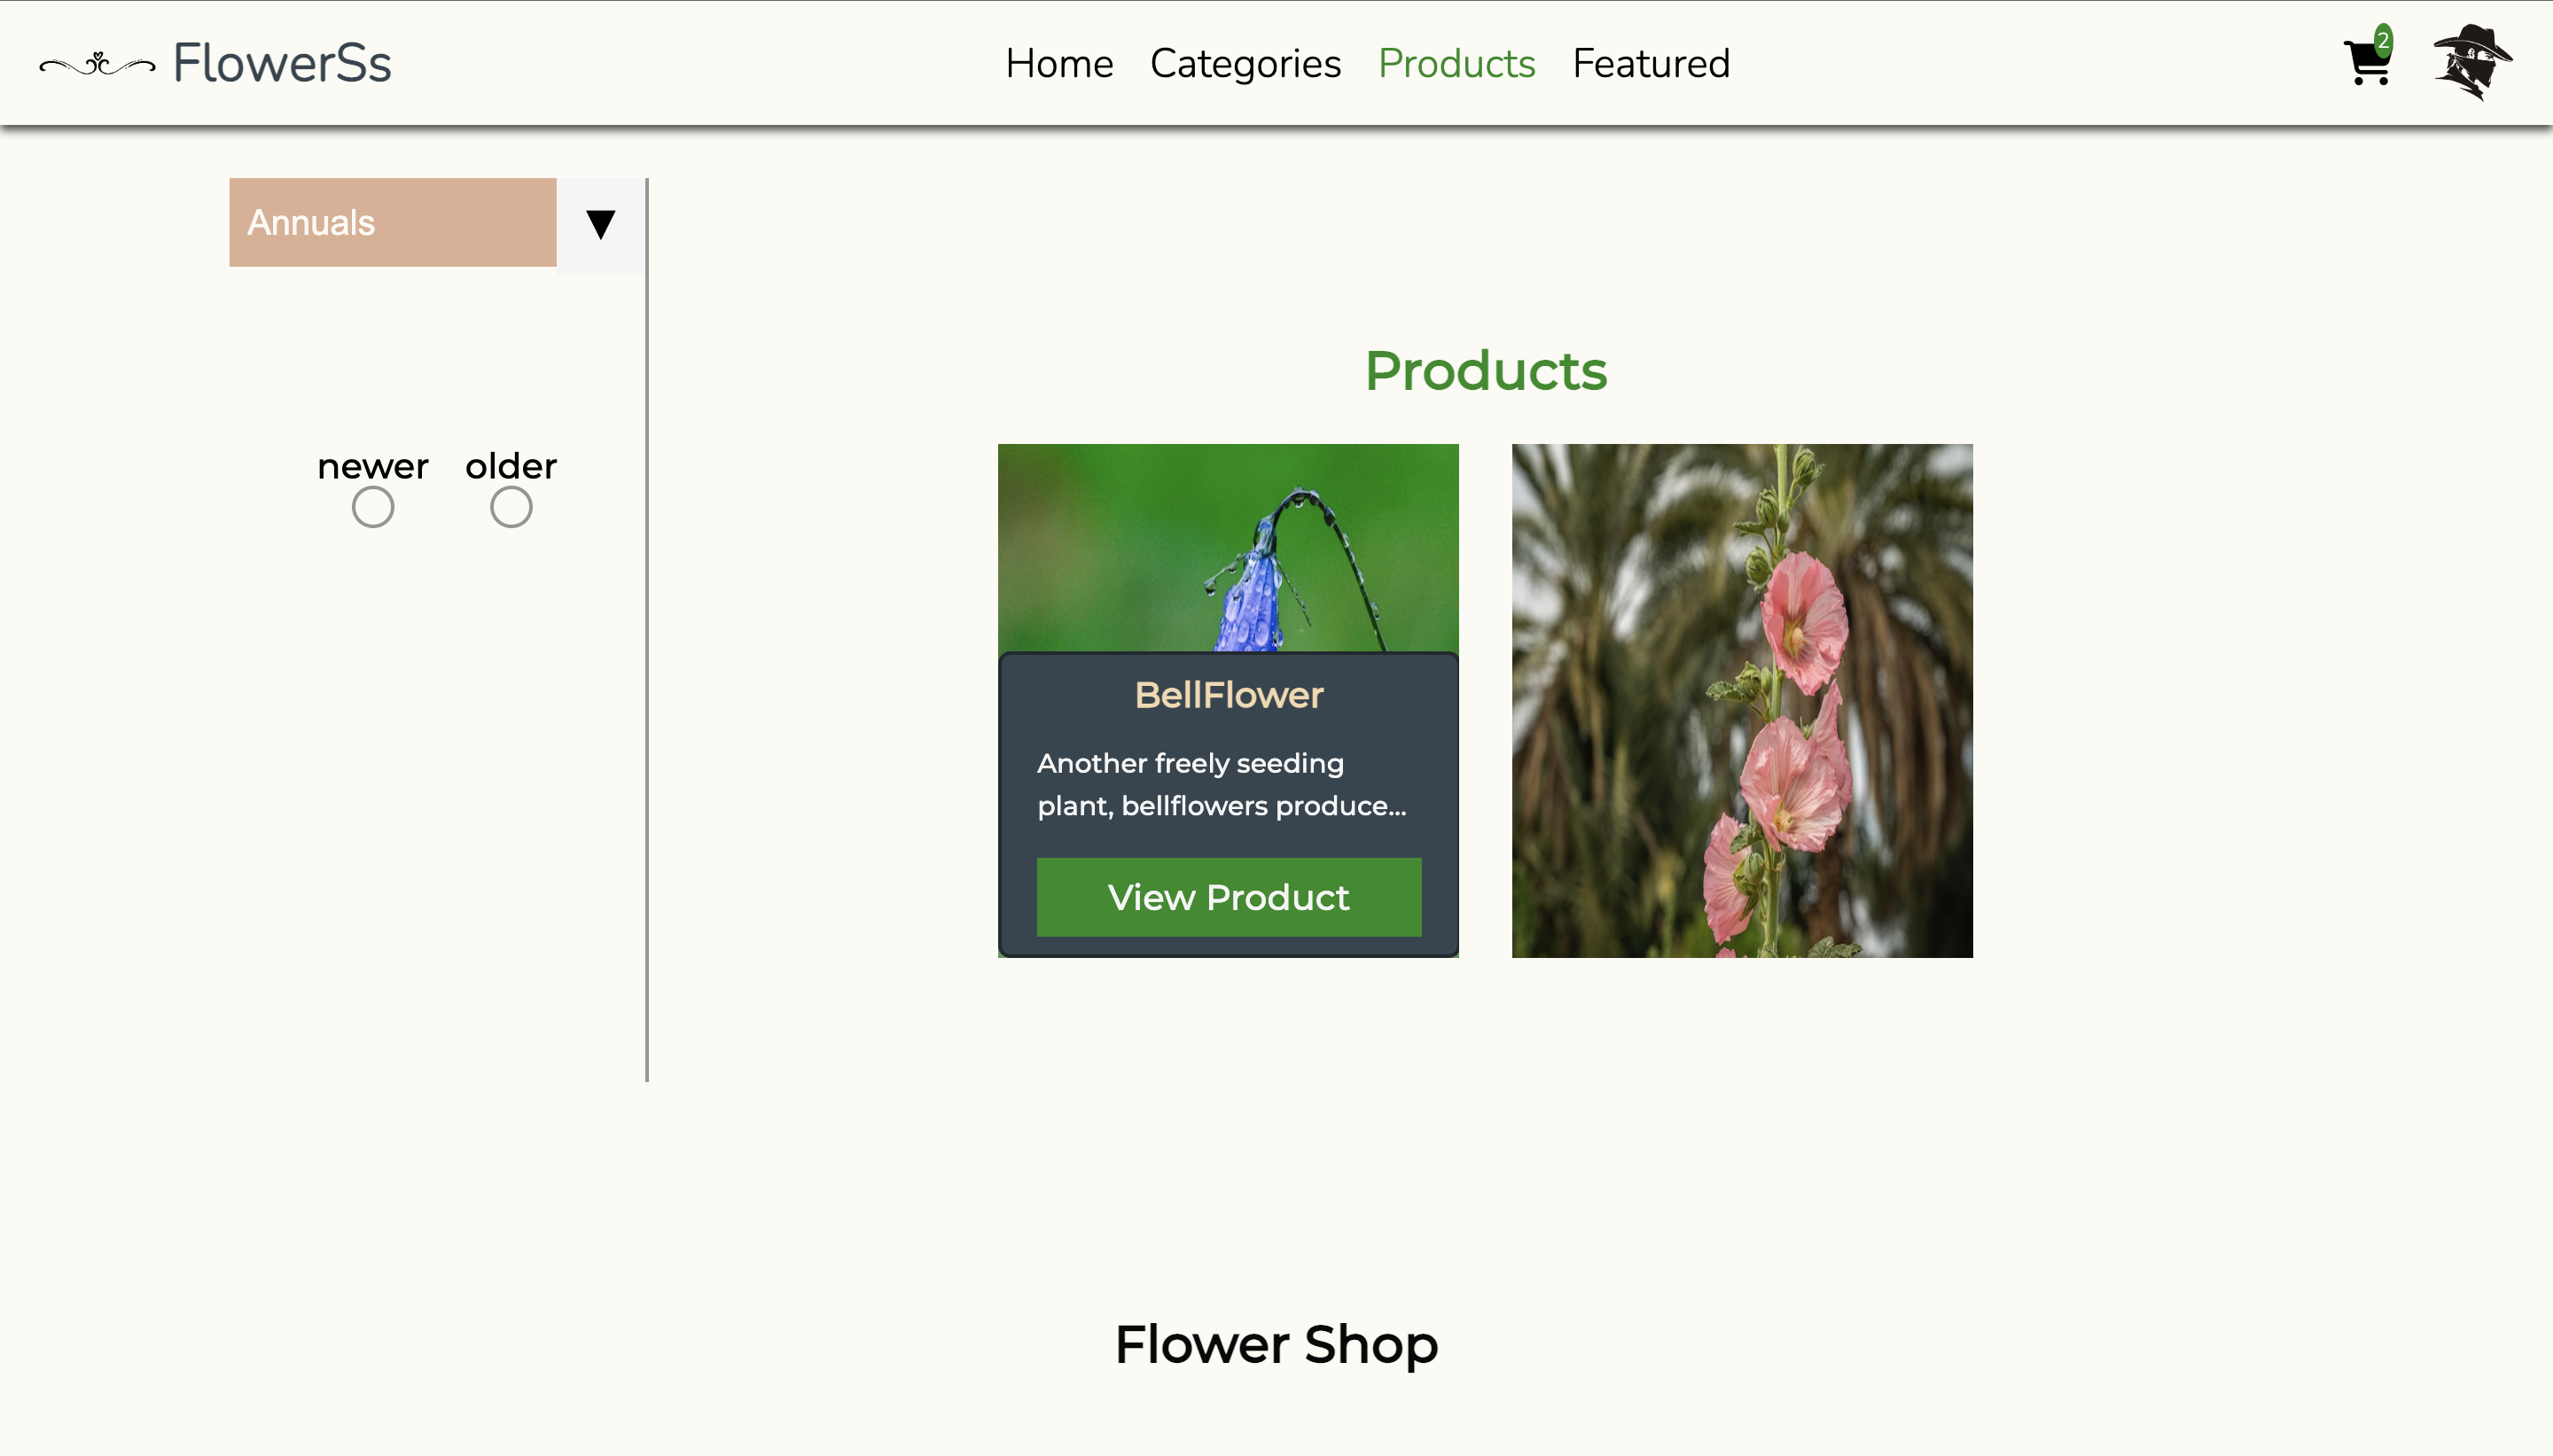 FlowerSs
Home Categories Products Featured
2
Annuals
newer older
Products
BellFlower
Another freely seeding
plant, bellflowers produce...
View Product
Flower Shop